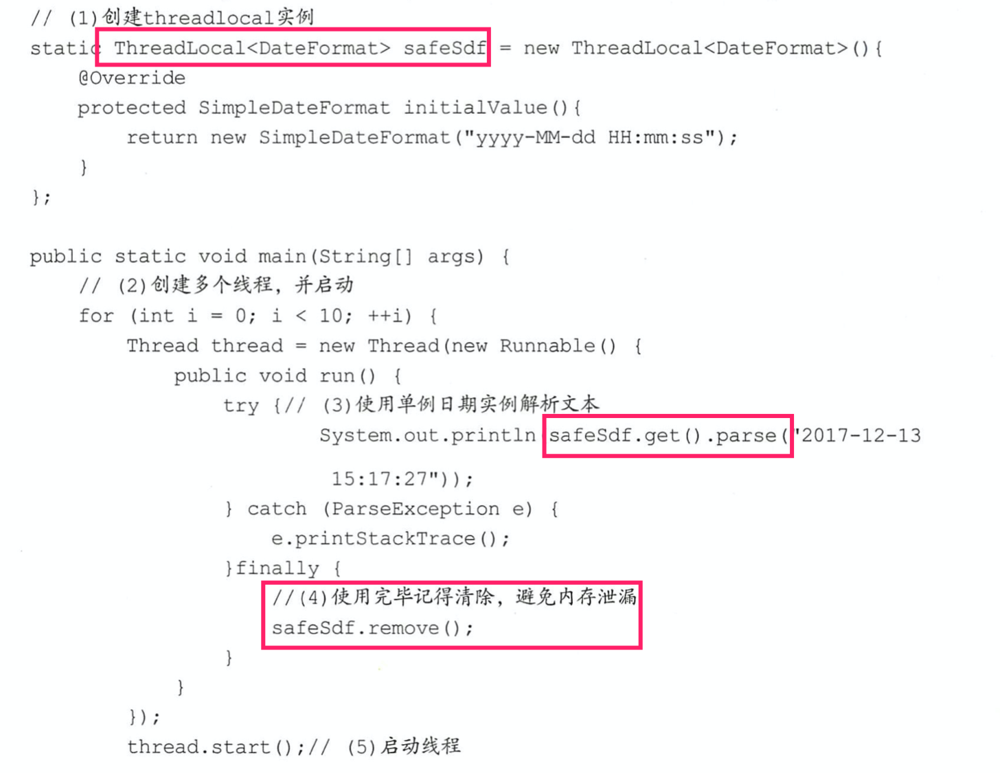 // (1)创建threadlocal实例
static ThreadLocal<DateFormat> safeSdf = new ThreadLocal<DateFormat>(){
@Override
protected SimpleDateFormat initialValue(){
return new SimpleDateFormat("yyyy-MM-dd HH:mm:ss");
}
};
public static void main(String[] args) {
// (2)创建多个线程，并启动
for (int i = 0; i < 10; ++i) {
Thread thread = new Thread(new Runnable() {
public void run() {
try {// (3)使用单例日期实例解析文本
System.out.println safeSdf.get().parse("2017-12-13
15:17:27"));
} catch (ParseException e) {
e.printStackTrace();
}finally {
//(4)使用完毕记得清除，避免内存泄漏
safeSdf.remove();
}
}
});
thread.start();// (5)启动线程